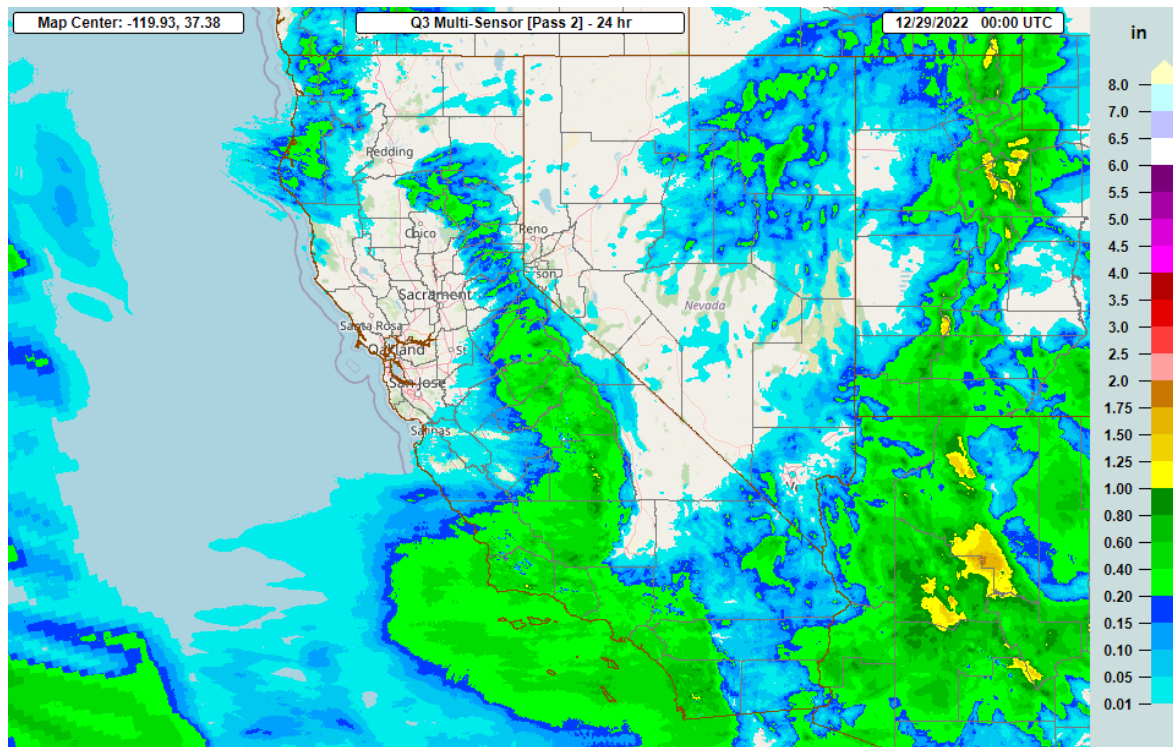 Map Center: -119.93, 37.38
Q3 Multi-Sensor [Pass 2] - 24 hr
12/29/2022 00:00 UTC
in
8.0
7.0
6.5
6.0
5.5
5.0
4.5
4.0
3.5
3.0
2.5
2.0
1.75
1.50
1.25
1.00
0.80
0.60
0.40
0.20
0.15
0.10
0.05
0.01
Redding
Chico
Reno
son
Sacrament
Nevada
Santa Rosa
Oakland
St
San Jose
Salinas